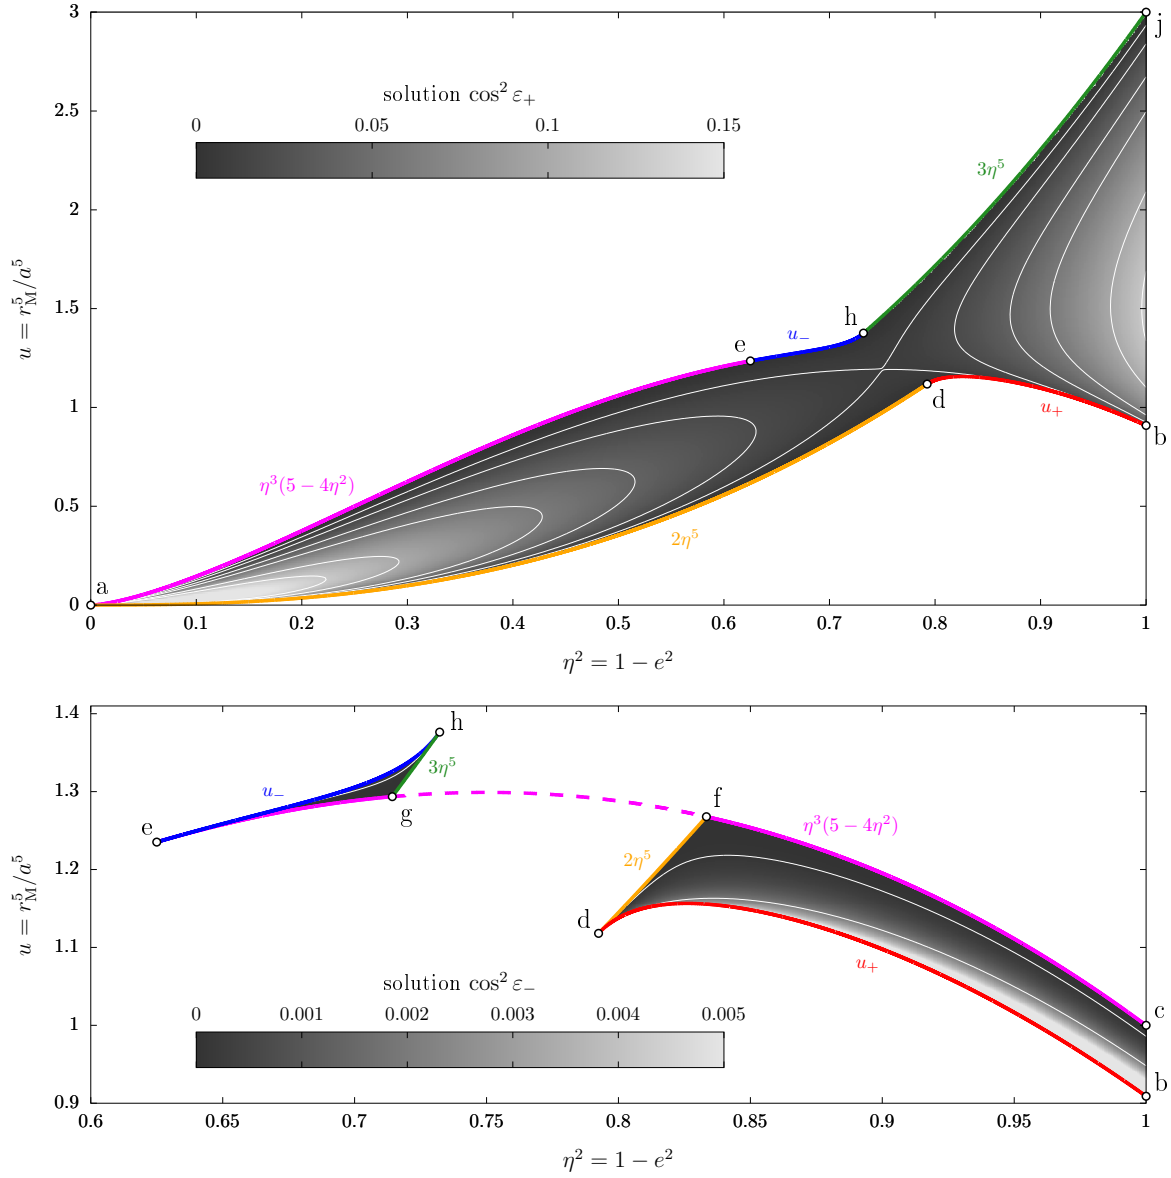 solution cos² ε₊
0 0.05 0.1 0.15
u = r_M⁵/a⁵
3 2.5 2 1.5 1 0.5 0
j
3η⁵
h
u₋
e
d
u₊
b
η³(5 − 4η²)
2η⁵
a
0 0.1 0.2 0.3 0.4 0.5 0.6 0.7 0.8 0.9 1
η² = 1 − e²
u = r_M⁵/a⁵
1.4 1.3 1.2 1.1 1 0.9
h
3η⁵
u₋
e
g
f
η³(5 − 4η²)
2η⁵
d
u₊
c
b
solution cos² ε₋
0 0.001 0.002 0.003 0.004 0.005
0.6 0.65 0.7 0.75 0.8 0.85 0.9 0.95 1
η² = 1 − e²